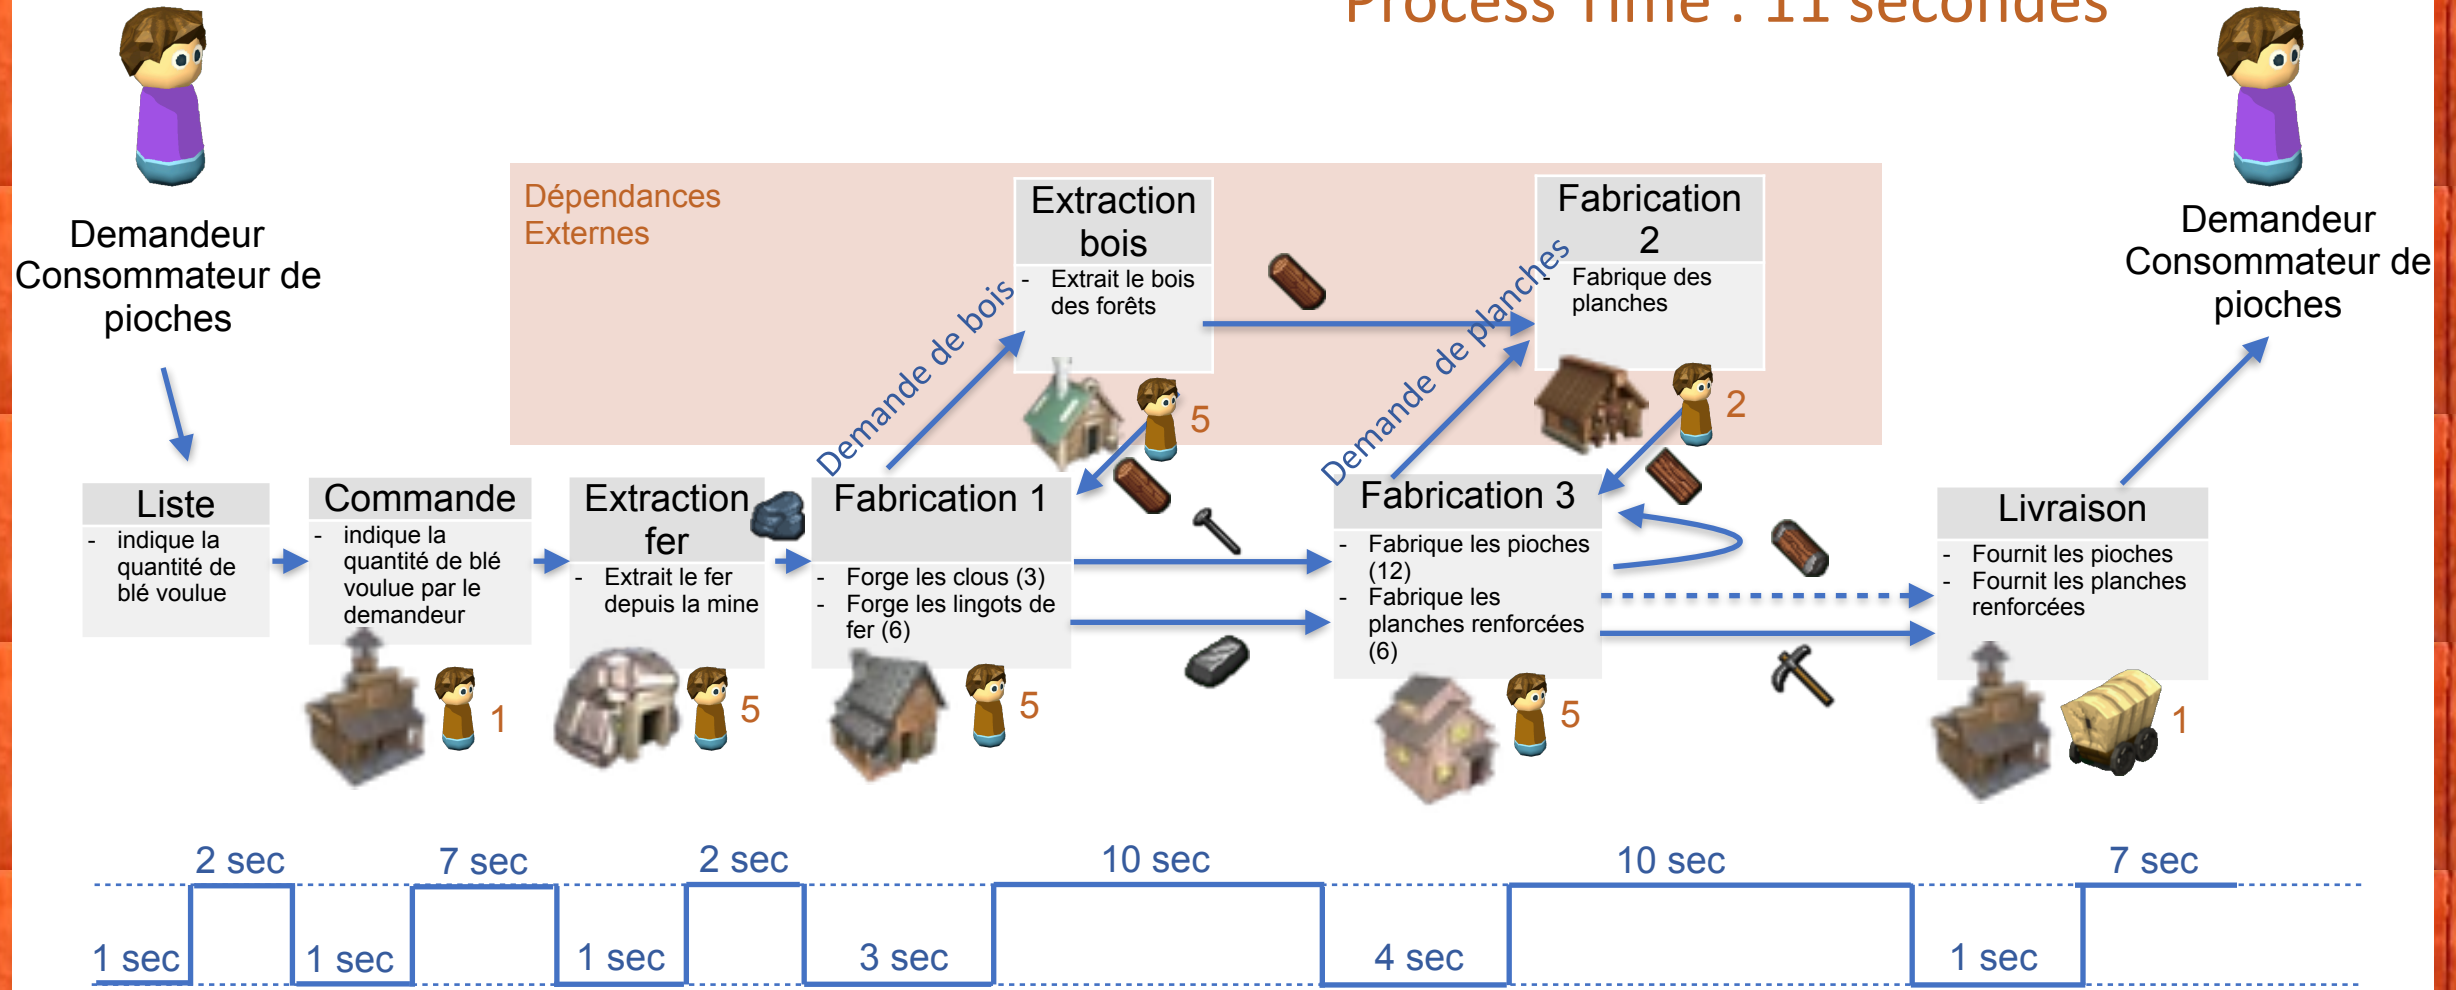 Process Time : 11 secondes
Demandeur
Consommateur de
pioches
Demandeur
Consommateur de
pioches
Dépendances
Externes
Extraction
bois
- Extrait le bois
des forêts
5
Fabrication
2
- Fabrique des
planches
2
Demande de bois
Demande de planches
Liste
- indique la
quantité de
blé voulue
Commande
- indique la
quantité de blé
voulue par le
demandeur
1
Extraction
fer
- Extrait le fer
depuis la mine
5
Fabrication 1
- Forge les clous (3)
- Forge les lingots de
fer (6)
5
Fabrication 3
- Fabrique les pioches
(12)
- Fabrique les
planches renforcées
(6)
5
Livraison
- Fournit les pioches
- Fournit les planches
renforcées
1
2 sec
7 sec
2 sec
10 sec
10 sec
7 sec
1 sec
1 sec
1 sec
3 sec
4 sec
1 sec